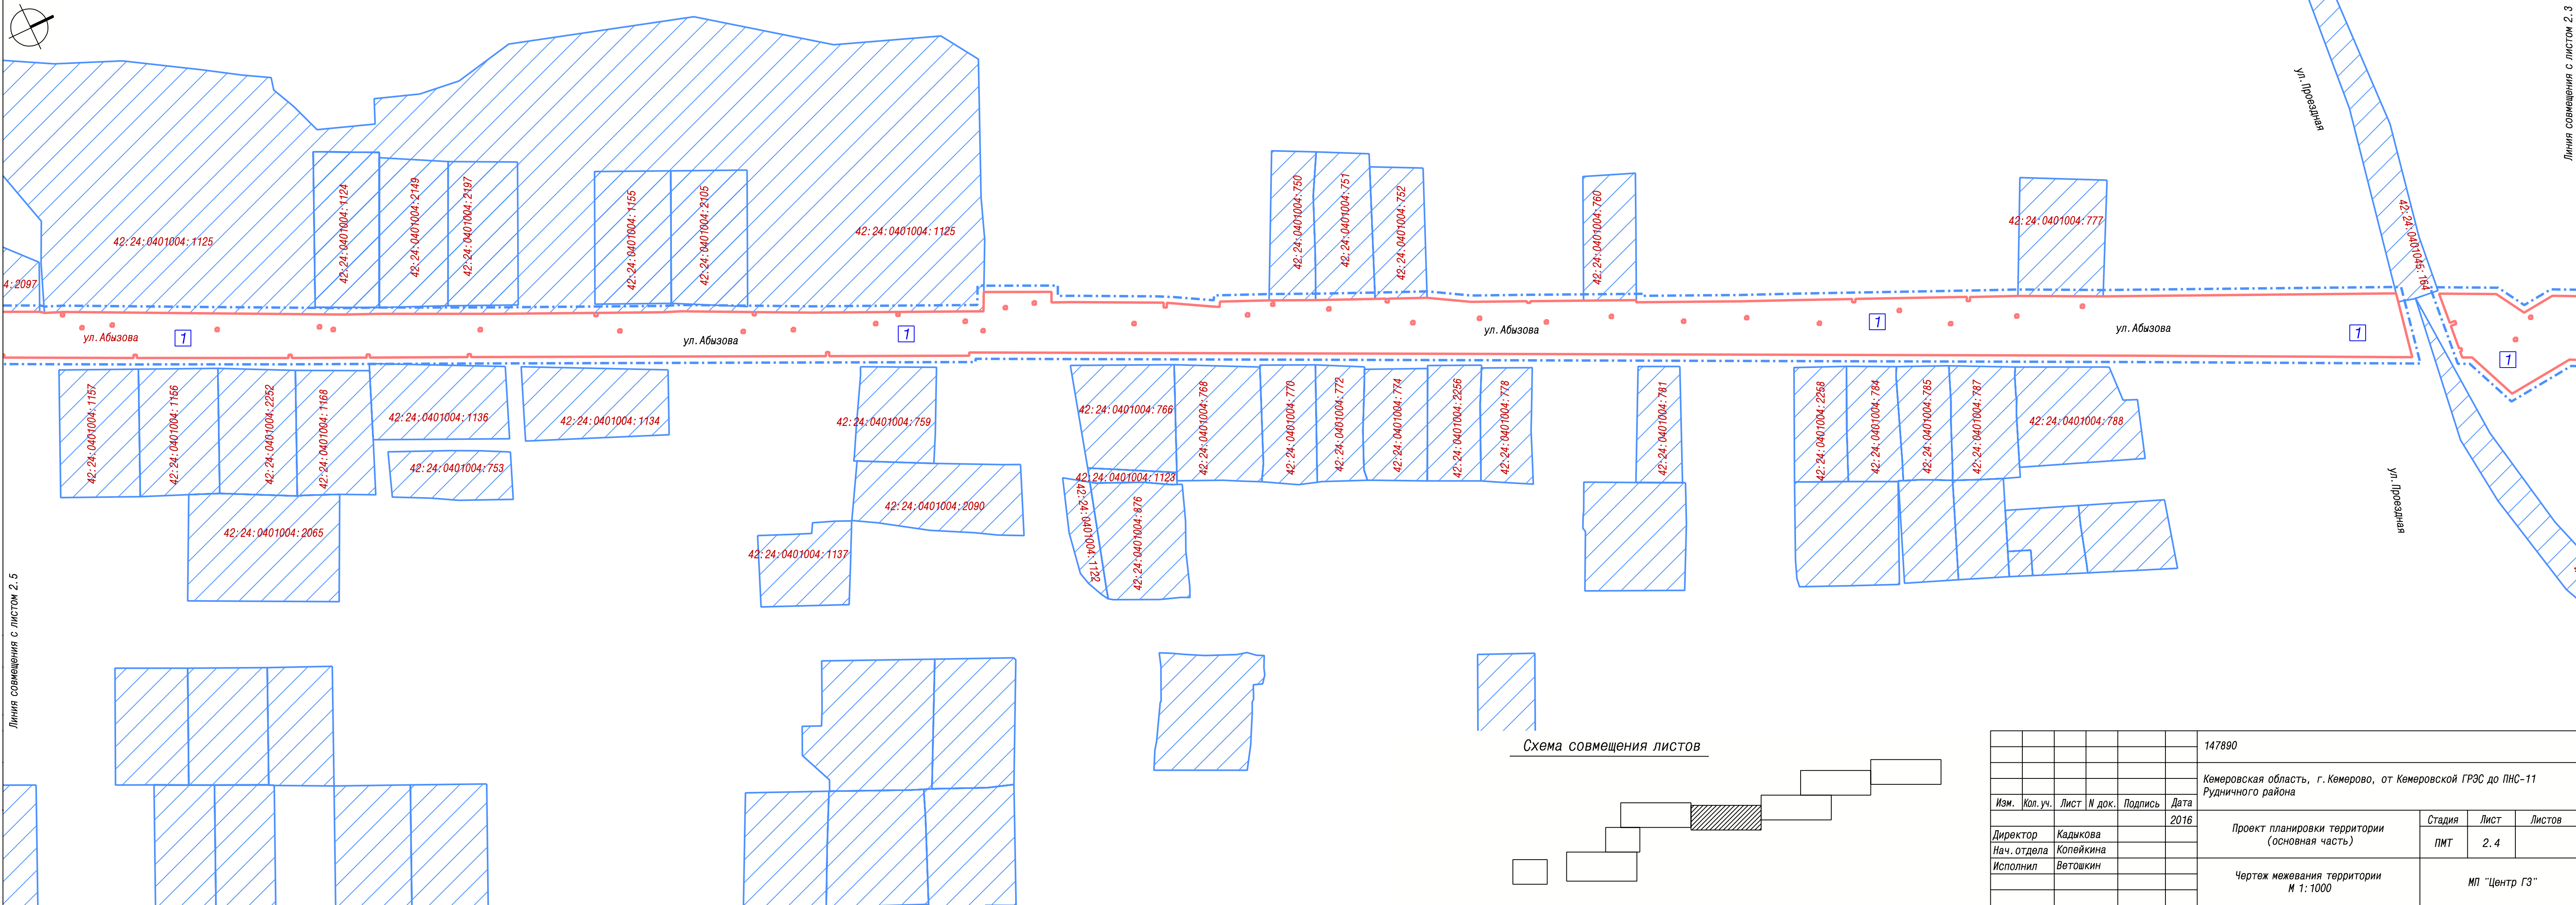 Линия совмещения с листом 2.3
ул.Проездная
42:24:0401004:1124
42:24:0401004:2149
42:24:0401004:2197
42:24:0401004:1155
42:24:0401004:2105
42:24:0401004:750
42:24:0401004:751
42:24:0401004:752
42:24:0401004:760
42:24:0401004:777
42:24:0401045:164
42:24:0401004:1125
42:24:0401004:1125
4:2097
ул.Абызова
1
ул.Абызова
1
ул.Абызова
1
ул.Абызова
1
1
42:24:0401004:1157
42:24:0401004:1156
42:24:0401004:2252
42:24:0401004:1168
42:24:0401004:1136
42:24:0401004:1134
42:24:0401004:753
42:24:0401004:759
42:24:0401004:766
42:24:0401004:768
42:24:0401004:770
42:24:0401004:772
42:24:0401004:774
42:24:0401004:2256
42:24:0401004:778
42:24:0401004:781
42:24:0401004:2258
42:24:0401004:784
42:24:0401004:785
42:24:0401004:787
42:24:0401004:788
42:24:0401004:1123
42:24:0401004:1122
42:24:0401004:876
42:24:0401004:2090
42:24:0401004:2065
42:24:0401004:1137
ул.Проездная
Линия совмещения с листом 2.5
Схема совмещения листов
147890
Кемеровская область, г.Кемерово, от Кемеровской ГРЭС до ПНС-11
Рудничного района
Изм. Кол.уч. Лист N док. Подпись Дата
2016
Директор Кадыкова
Нач.отдела Копейкина
Исполнил Ветошкин
Проект планировки территории
(основная часть)
Стадия Лист Листов
ПМТ 2.4
Чертеж межевания территории
М 1:1000
МП "Центр ГЗ"